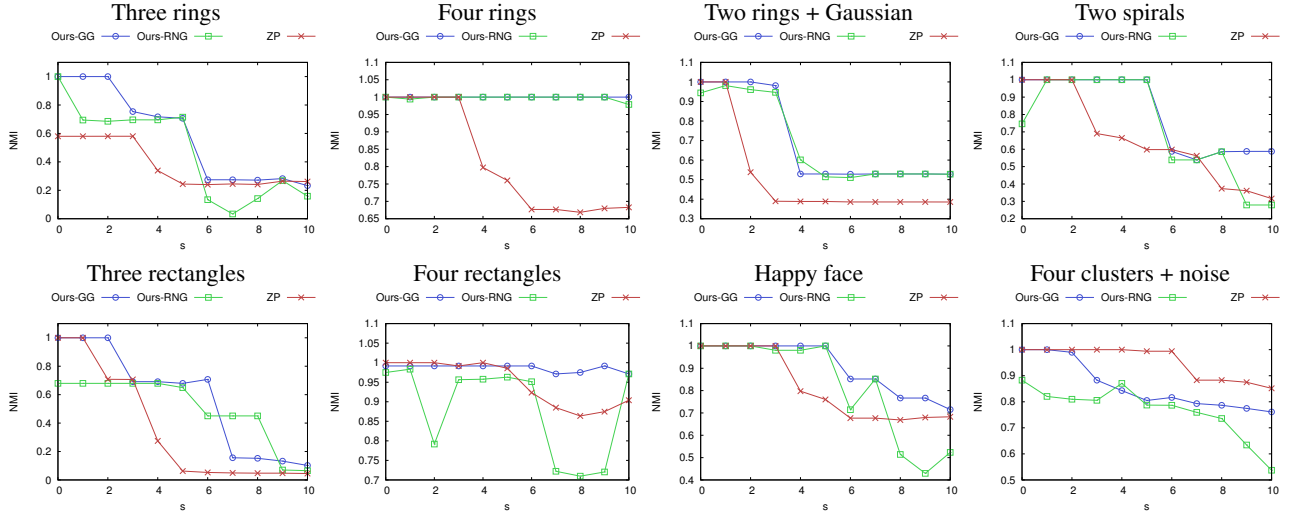 Three rings
Ours-GG Ours-RNG ZP
NMI
1
0.8
0.6
0.4
0.2
0
0 2 4 6 8 10
s
Four rings
Ours-GG Ours-RNG ZP
NMI
1.1
1.05
1
0.95
0.9
0.85
0.8
0.75
0.7
0.65
0 2 4 6 8 10
s
Two rings + Gaussian
Ours-GG Ours-RNG ZP
NMI
1.1
1
0.9
0.8
0.7
0.6
0.5
0.4
0.3
0 2 4 6 8 10
s
Two spirals
Ours-GG Ours-RNG ZP
NMI
1.1
1
0.9
0.8
0.7
0.6
0.5
0.4
0.3
0.2
0 2 4 6 8 10
s
Three rectangles
Ours-GG Ours-RNG ZP
NMI
1
0.8
0.6
0.4
0.2
0
0 2 4 6 8 10
s
Four rectangles
Ours-GG Ours-RNG ZP
NMI
1.1
1.05
1
0.95
0.9
0.85
0.8
0.75
0.7
0 2 4 6 8 10
s
Happy face
Ours-GG Ours-RNG ZP
NMI
1.1
1
0.9
0.8
0.7
0.6
0.5
0.4
0 2 4 6 8 10
s
Four clusters + noise
Ours-GG Ours-RNG ZP
NMI
1.1
1
0.9
0.8
0.7
0.6
0.5
0 2 4 6 8 10
s